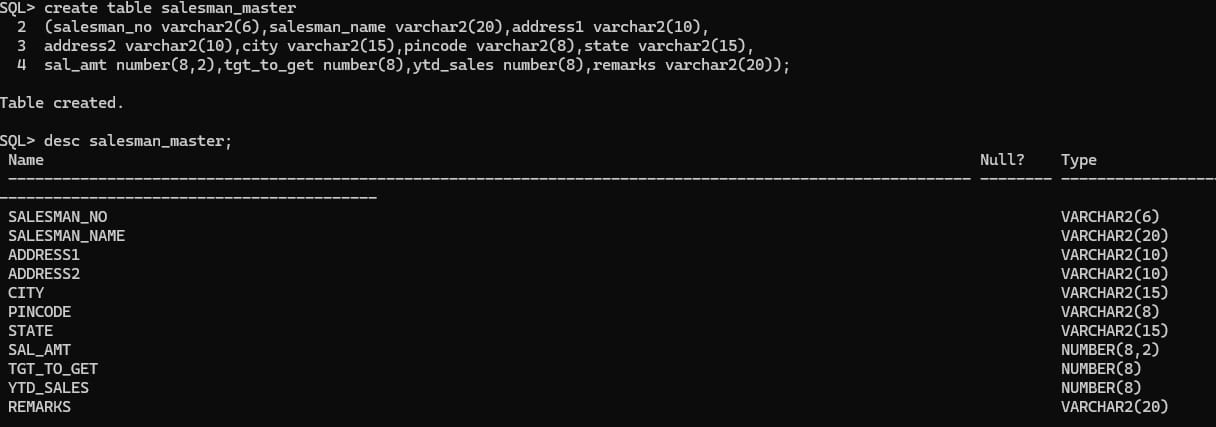 SQL> create table salesman_master
  2  (salesman_no varchar2(6),salesman_name varchar2(20),address1 varchar2(10),
  3  address2 varchar2(10),city varchar2(15),pincode varchar2(8),state varchar2(15),
  4  sal_amt number(8,2),tgt_to_get number(8),ytd_sales number(8),remarks varchar2(20));
Table created.
SQL> desc salesman_master;
Name Null? Type
----------------------------------------------------------------------------------------------------------- -------- ------------------
------------------------------------------
SALESMAN_NO VARCHAR2(6)
SALESMAN_NAME VARCHAR2(20)
ADDRESS1 VARCHAR2(10)
ADDRESS2 VARCHAR2(10)
CITY VARCHAR2(15)
PINCODE VARCHAR2(8)
STATE VARCHAR2(15)
SAL_AMT NUMBER(8,2)
TGT_TO_GET NUMBER(8)
YTD_SALES NUMBER(8)
REMARKS VARCHAR2(20)